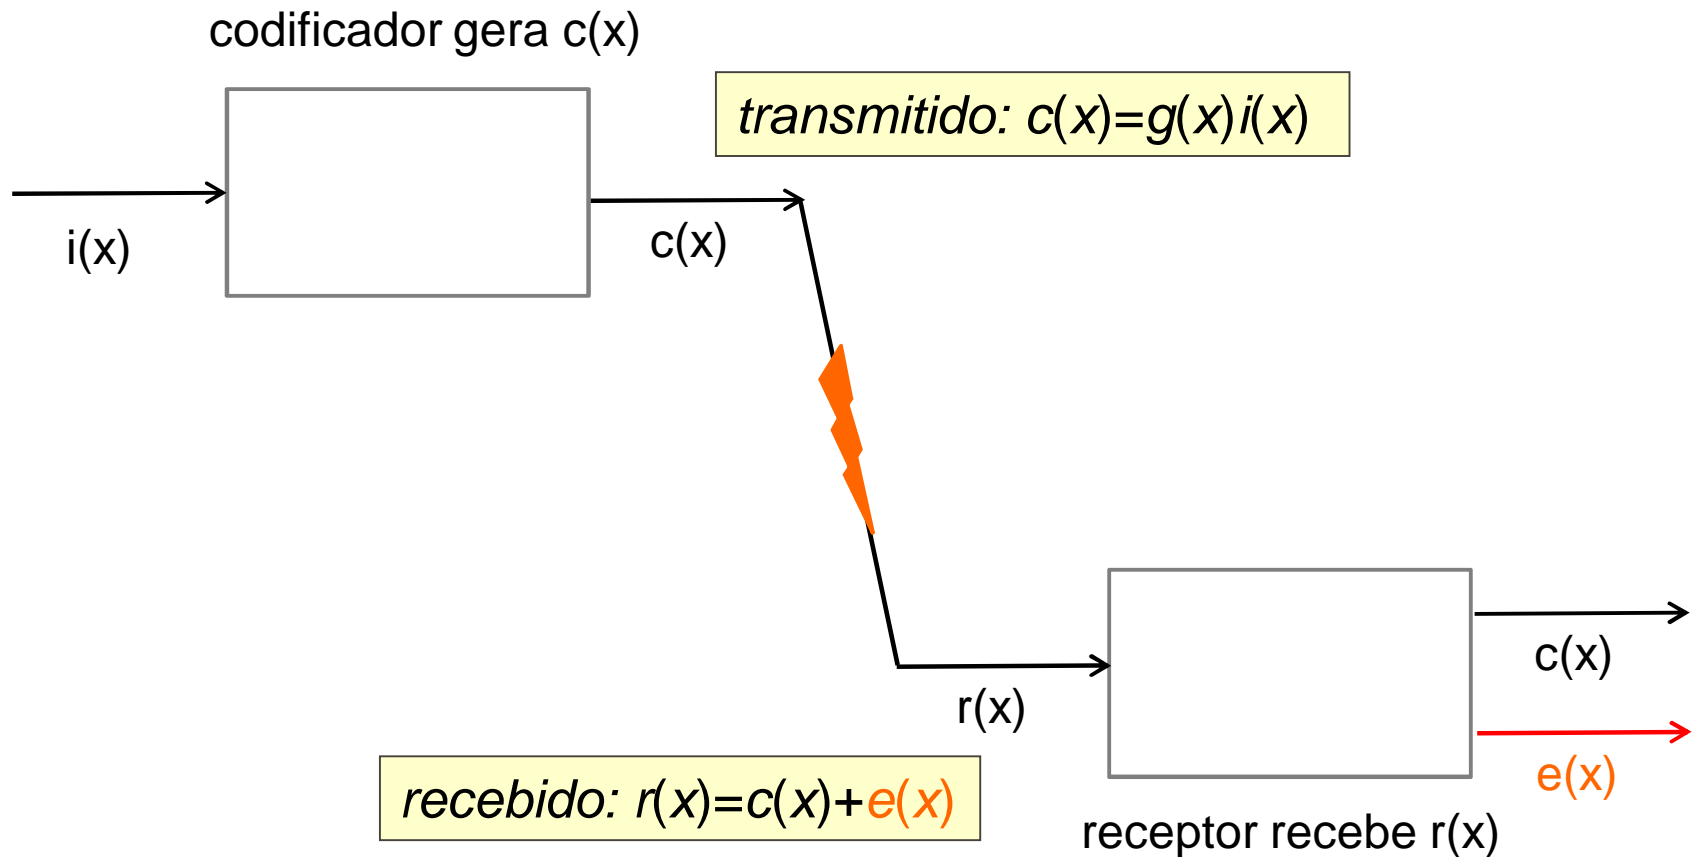 codificador gera c(x)
transmitido: c(x)=g(x)i(x)
i(x)
c(x)
r(x)
c(x)
e(x)
recebido: r(x)=c(x)+e(x)
receptor recebe r(x)